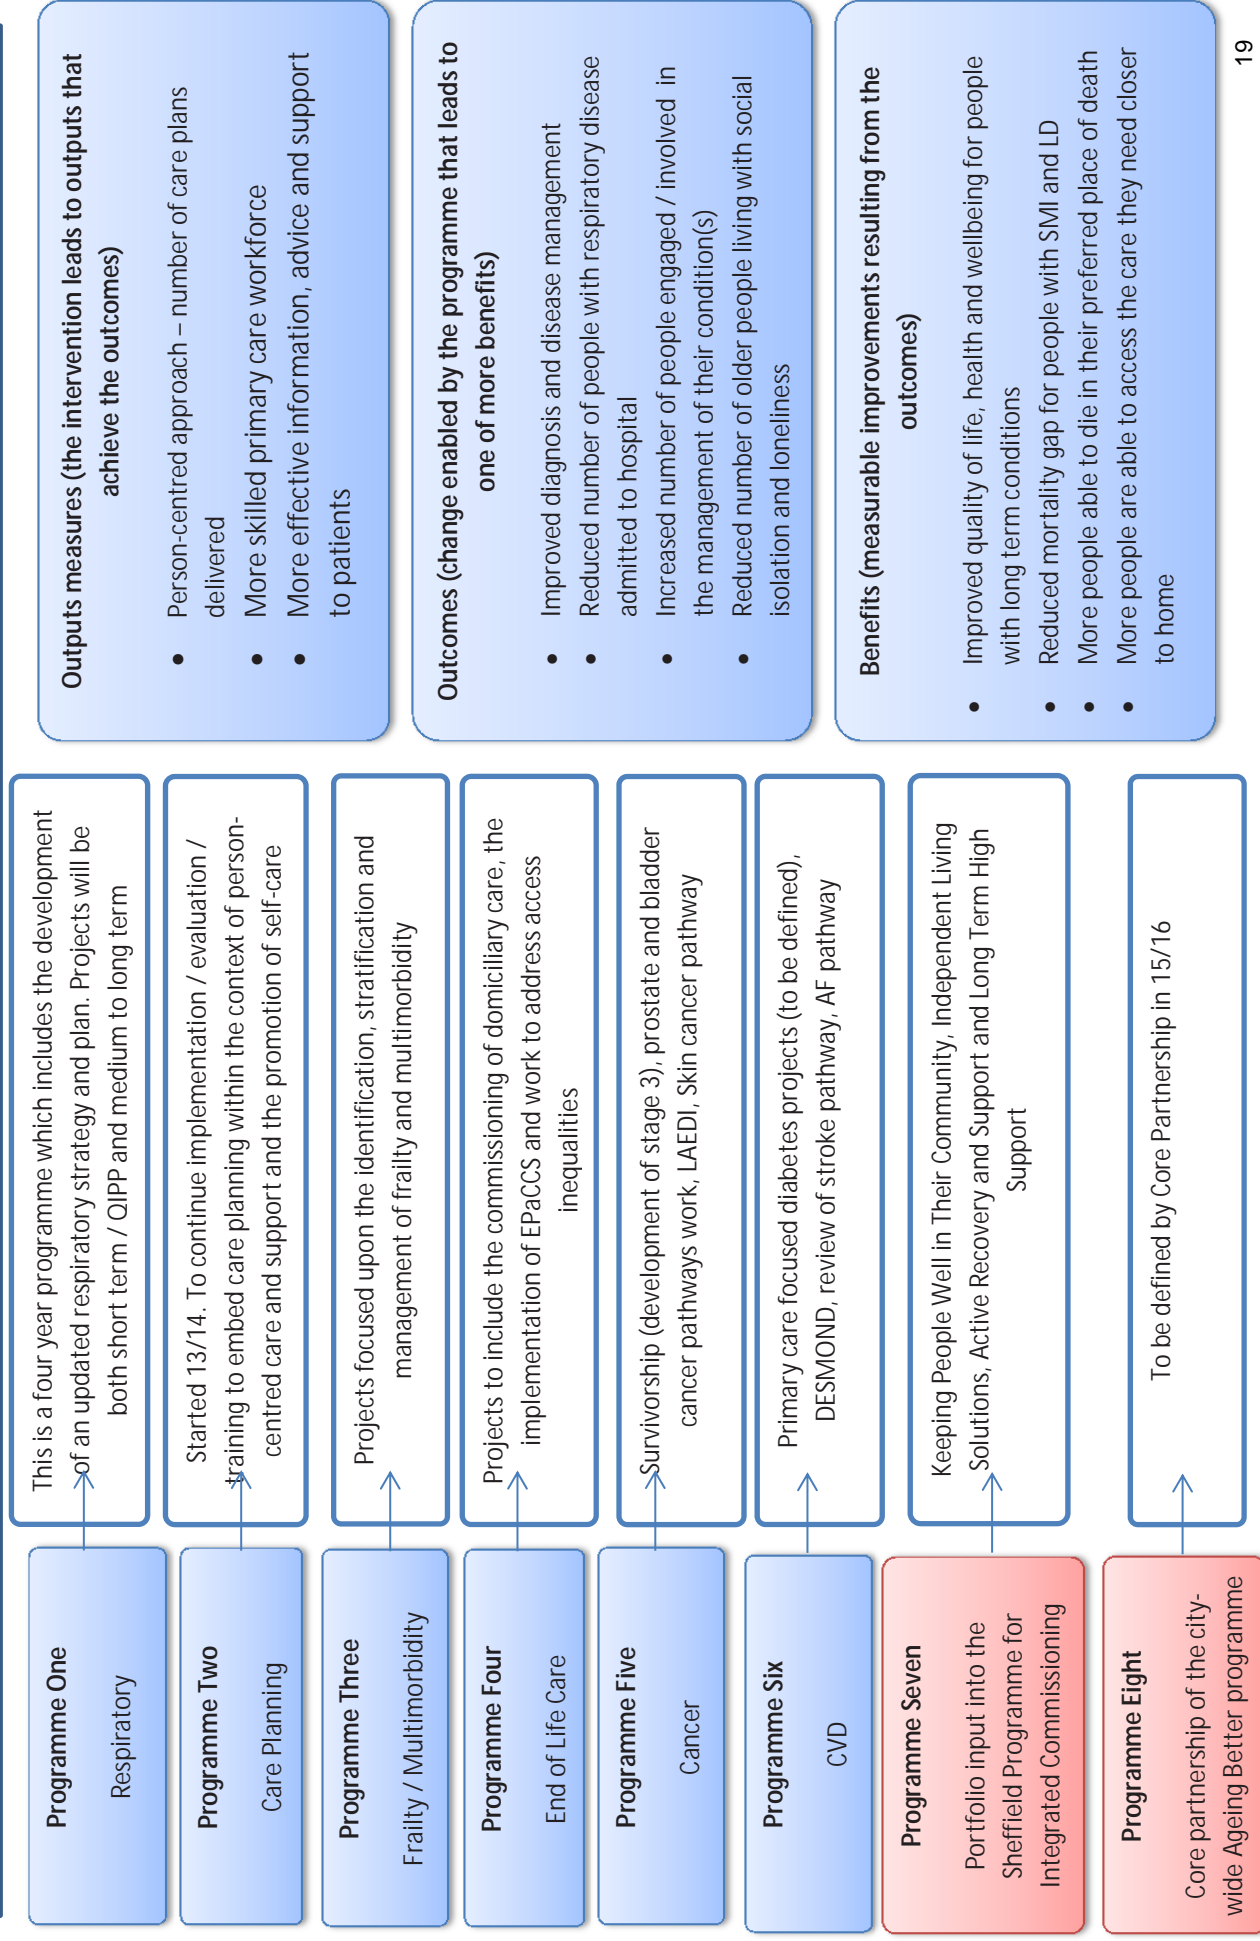 Programme One
Respiratory
This is a four year programme which includes the development
of an updated respiratory strategy and plan. Projects will be
both short term / QIPP and medium to long term
Programme Two
Care Planning
Started 13/14. To continue implementation / evaluation /
training to embed care planning within the context of person-
centred care and support and the promotion of self-care
Programme Three
Frailty / Multimorbidity
Projects focused upon the identification, stratification and
management of frailty and multimorbidity
Programme Four
End of Life Care
Projects to include the commissioning of domiciliary care, the
implementation of EPaCCS and work to address access
inequalities
Programme Five
Cancer
Survivorship (development of stage 3), prostate and bladder
cancer pathways work, LAEDI, Skin cancer pathway
Programme Six
CVD
Primary care focused diabetes projects (to be defined),
DESMOND, review of stroke pathway, AF pathway
Programme Seven
Portfolio input into the
Sheffield Programme for
Integrated Commissioning
Keeping People Well in Their Community, Independent Living
Solutions, Active Recovery and Support and Long Term High
Support
Programme Eight
Core partnership of the city-
wide Ageing Better programme
To be defined by Core Partnership in 15/16
Outputs measures (the intervention leads to outputs that
achieve the outcomes)
• Person-centred approach – number of care plans
delivered
• More skilled primary care workforce
• More effective information, advice and support
to patients
Outcomes (change enabled by the programme that leads to
one of more benefits)
• Improved diagnosis and disease management
• Reduced number of people with respiratory disease
admitted to hospital
• Increased number of people engaged / involved in
the management of their condition(s)
• Reduced number of older people living with social
isolation and loneliness
Benefits (measurable improvements resulting from the
outcomes)
• Improved quality of life, health and wellbeing for people
with long term conditions
• Reduced mortality gap for people with SMI and LD
• More people able to die in their preferred place of death
• More people are able to access the care they need closer
to home
19